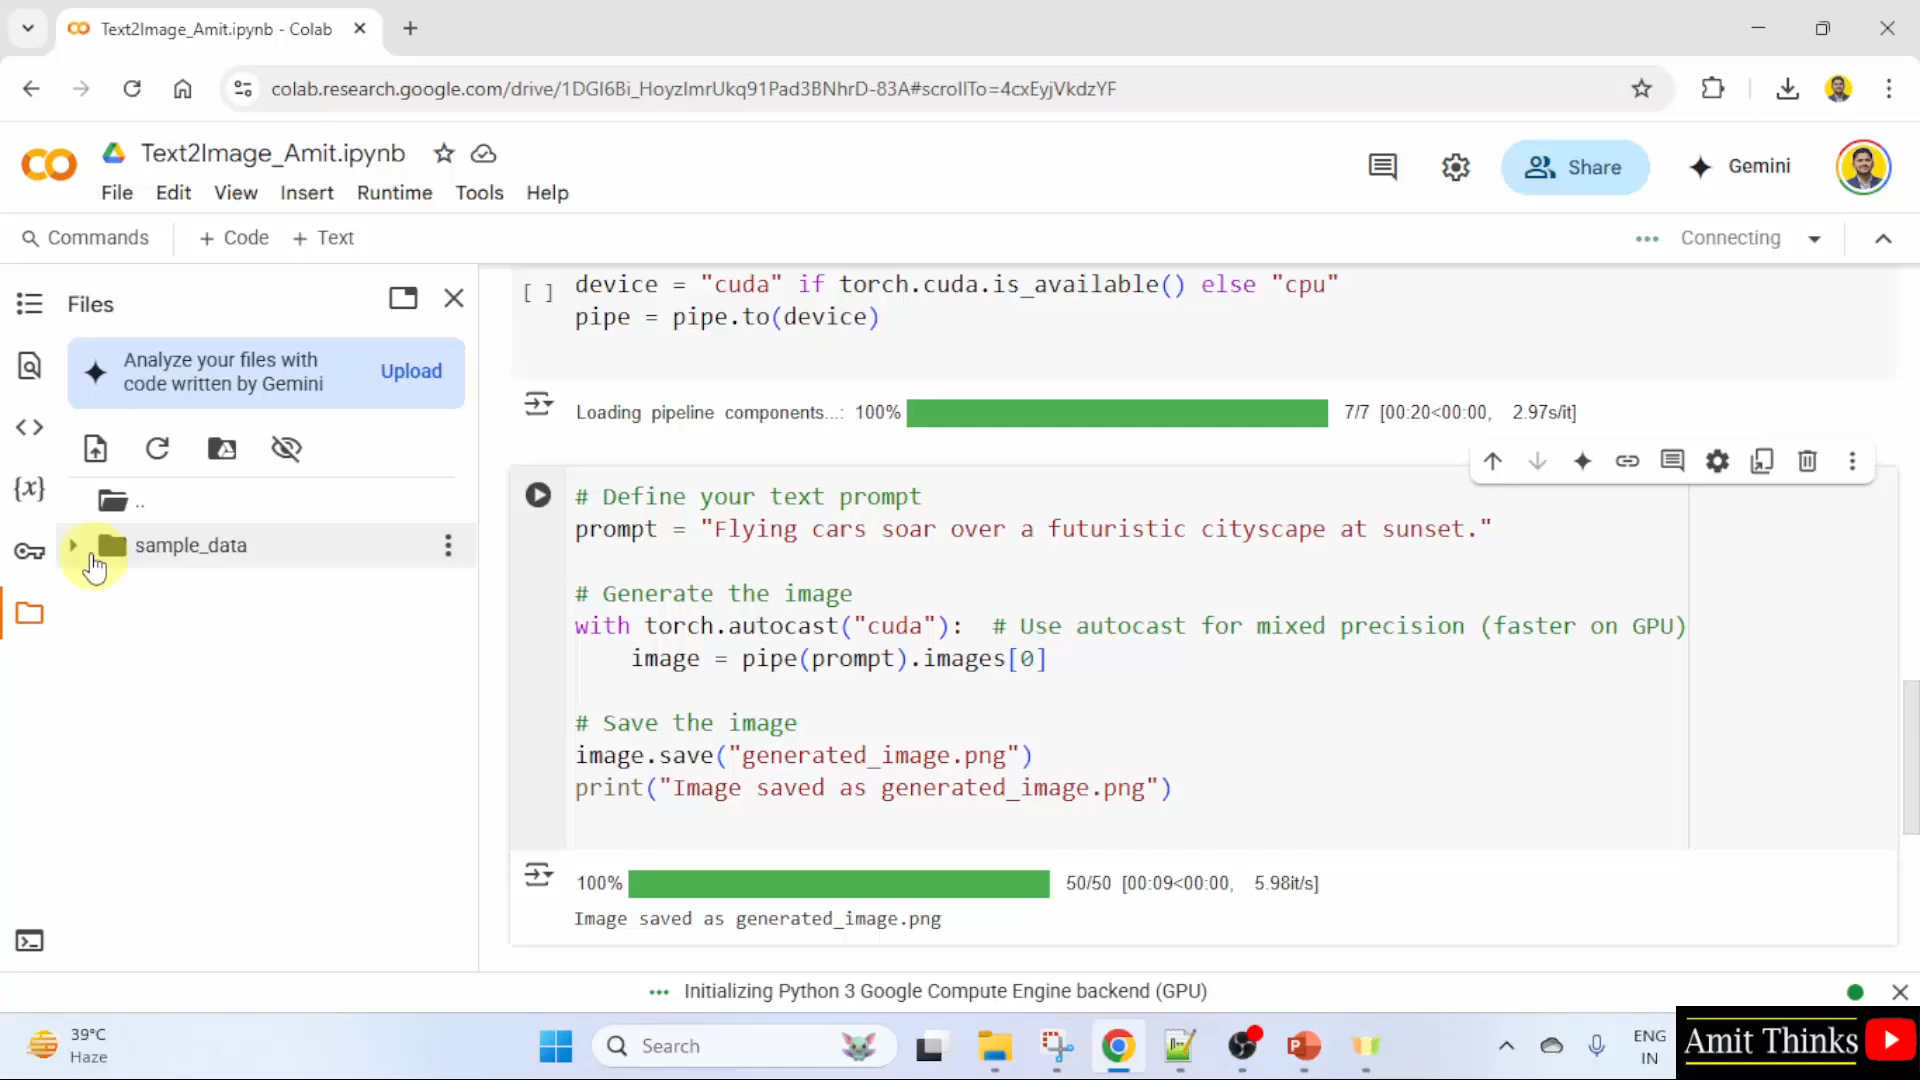 Text2Image_Amit.ipynb - Colab
colab.research.google.com/drive/1DGI6Bi_HoyzImrUkq91Pad3BNhrD-83A#scrollTo=4cxEyjVkdzYF
Text2Image_Amit.ipynb
File Edit View Insert Runtime Tools Help
Share
Gemini
Commands + Code + Text
Connecting
Files
Analyze your files with
code written by Gemini
Upload
..
sample_data
{x}
[ ]
device = "cuda" if torch.cuda.is_available() else "cpu"
pipe = pipe.to(device)
Loading pipeline components...: 100% 7/7 [00:20<00:00, 2.97s/it]
# Define your text prompt
prompt = "Flying cars soar over a futuristic cityscape at sunset."
# Generate the image
with torch.autocast("cuda"): # Use autocast for mixed precision (faster on GPU)
image = pipe(prompt).images[0]
# Save the image
image.save("generated_image.png")
print("Image saved as generated_image.png")
100% 50/50 [00:09<00:00, 5.98it/s]
Image saved as generated_image.png
Initializing Python 3 Google Compute Engine backend (GPU)
39°C
Haze
Search
ENG
IN
Amit Thinks